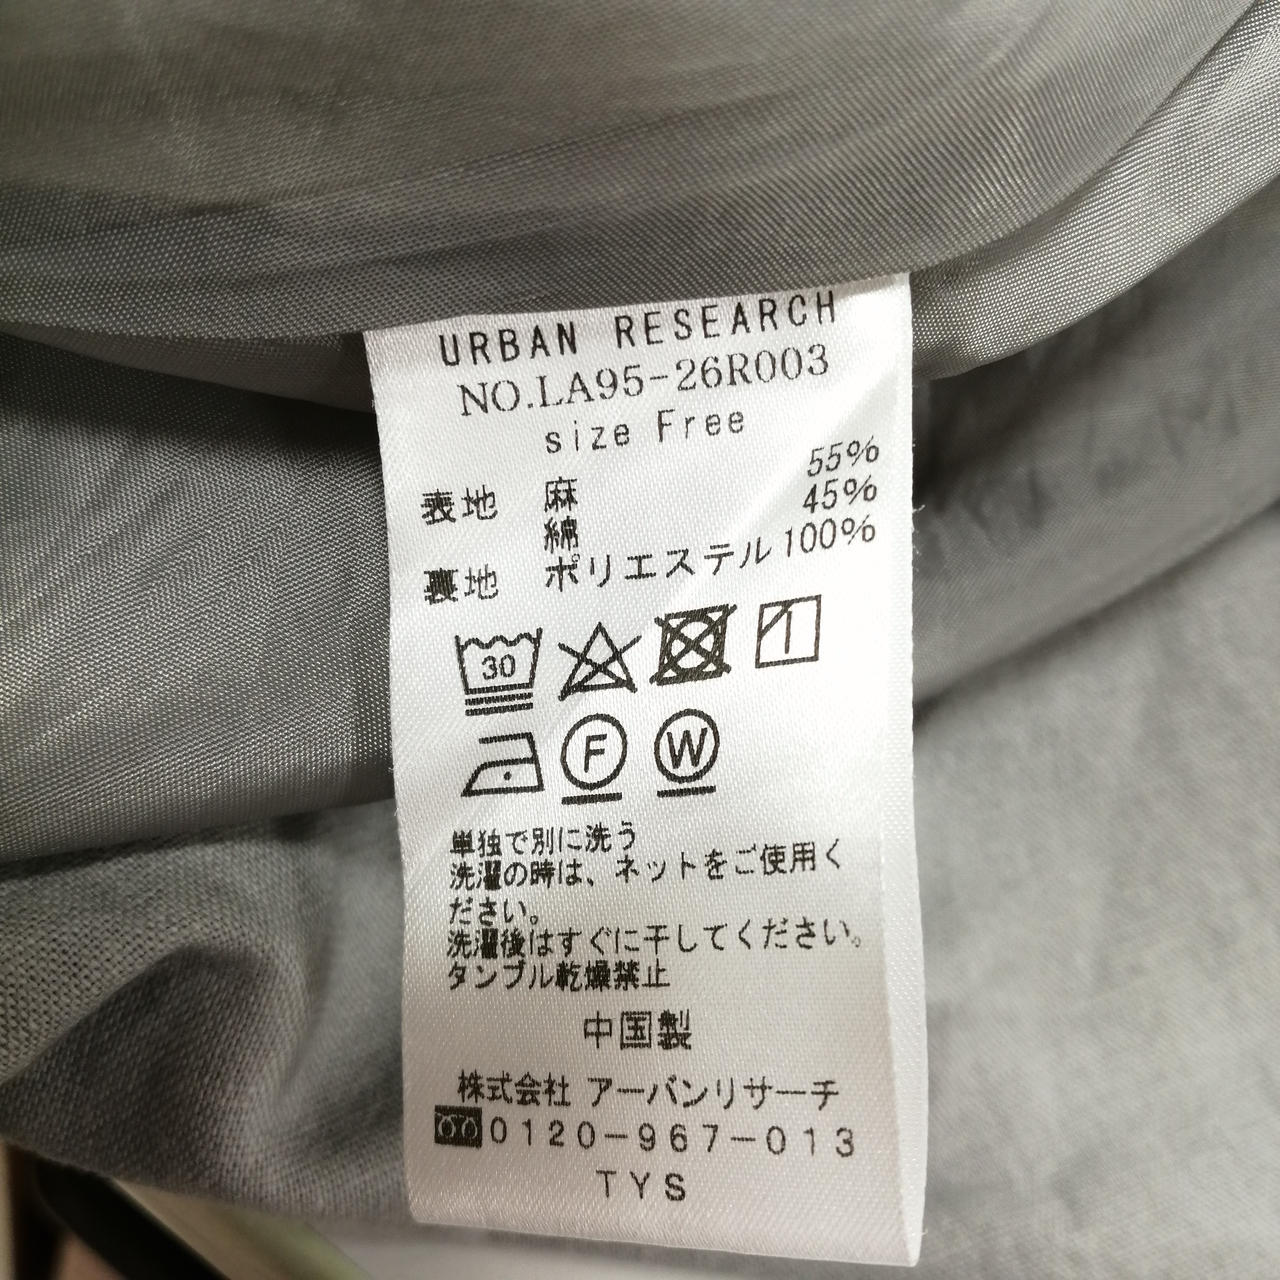 URBAN RESEARCH
NO.LA95-26R003
size Free
表地 麻 55%
綿 45%
裏地 ポリエステル 100%
30
F W
単独で別に洗う
洗濯の時は、ネットをご使用く
ださい。
洗濯後はすぐに干してください。
タンブル乾燥禁止
中国製
株式会社 アーバンリサーチ
0120-967-013
TYS